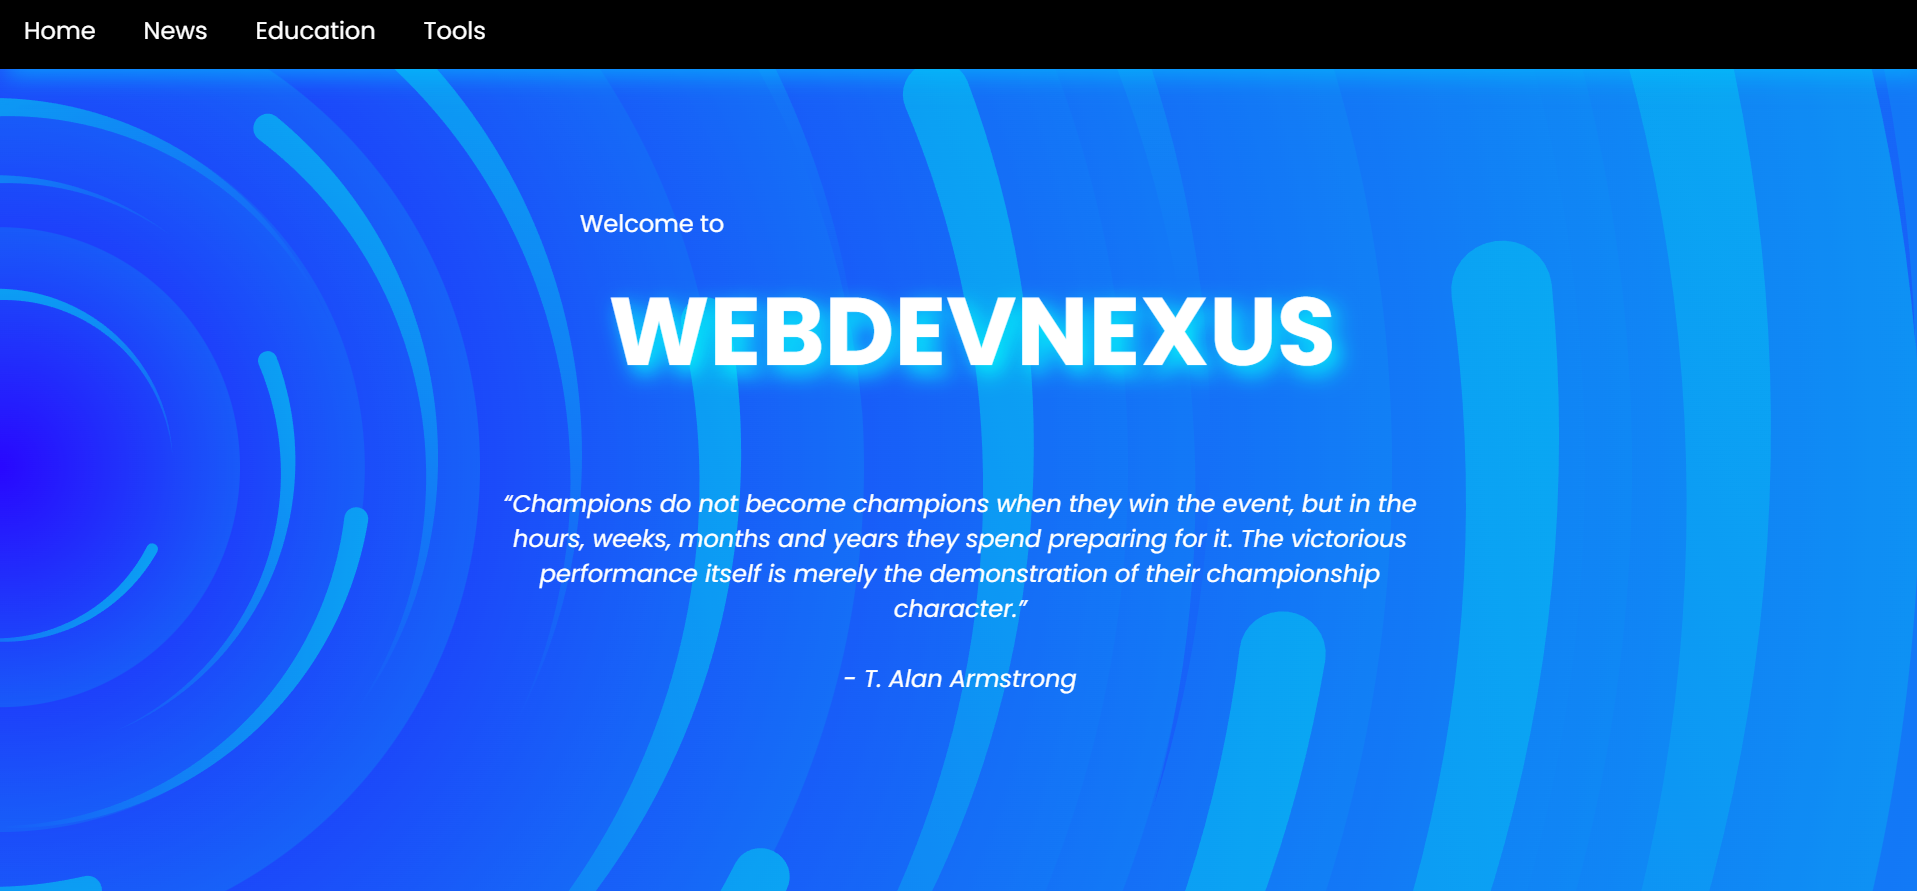 Home News Education Tools
Welcome to
WEBDEVNEXUS
“Champions do not become champions when they win the event, but in the
hours, weeks, months and years they spend preparing for it. The victorious
performance itself is merely the demonstration of their championship
character.”
- T. Alan Armstrong